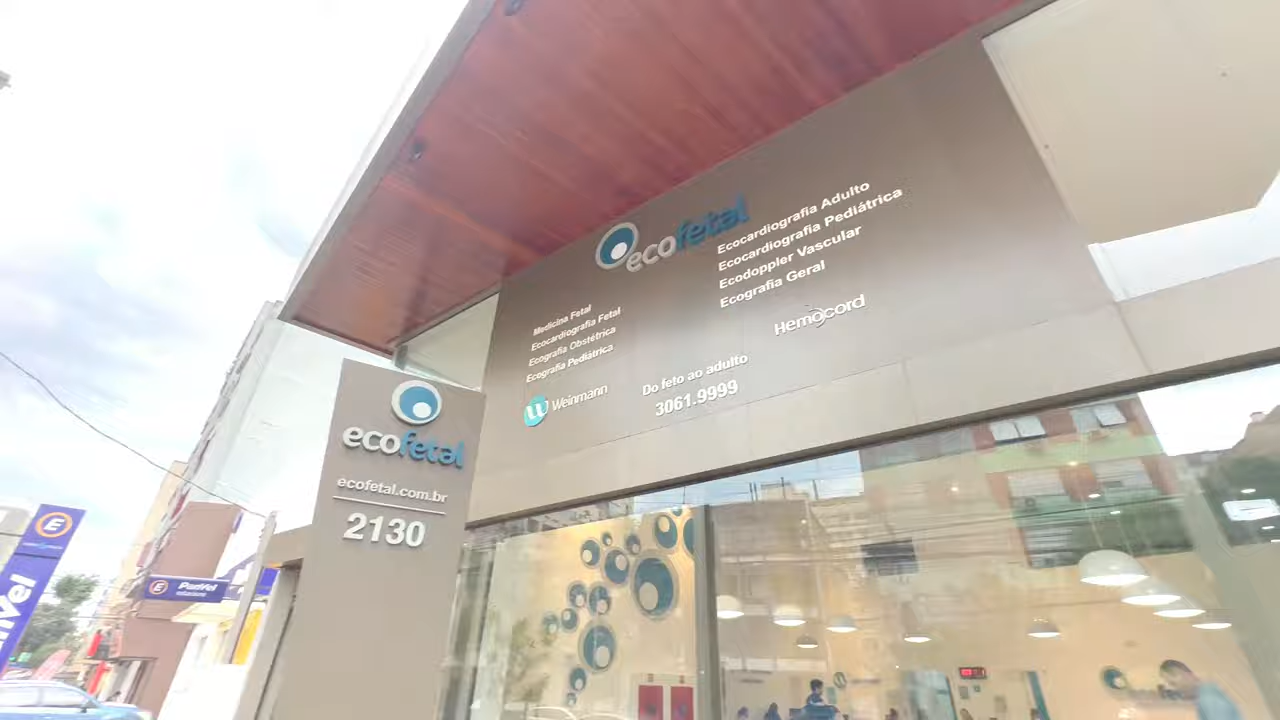 ecofetal
Medicina Fetal
Ecocardiografia Fetal
Ecografia Obstétrica
Ecografia Pediátrica
Weinmann
Ecocardiografia Adulto
Ecocardiografia Pediátrica
Ecodoppler Vascular
Ecografia Geral
Hemocord
Do feto ao adulto
3061.9999
ecofetal
ecofetal.com.br
2130
E PanVel